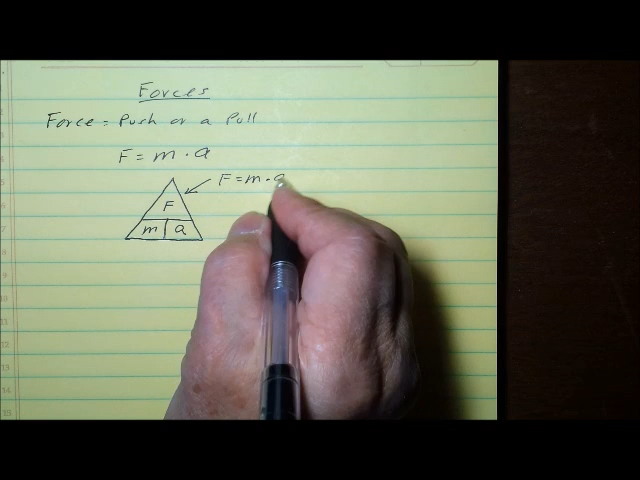 Forces
Force = Push or a Pull
F = m · a
F = m · a
F
m a